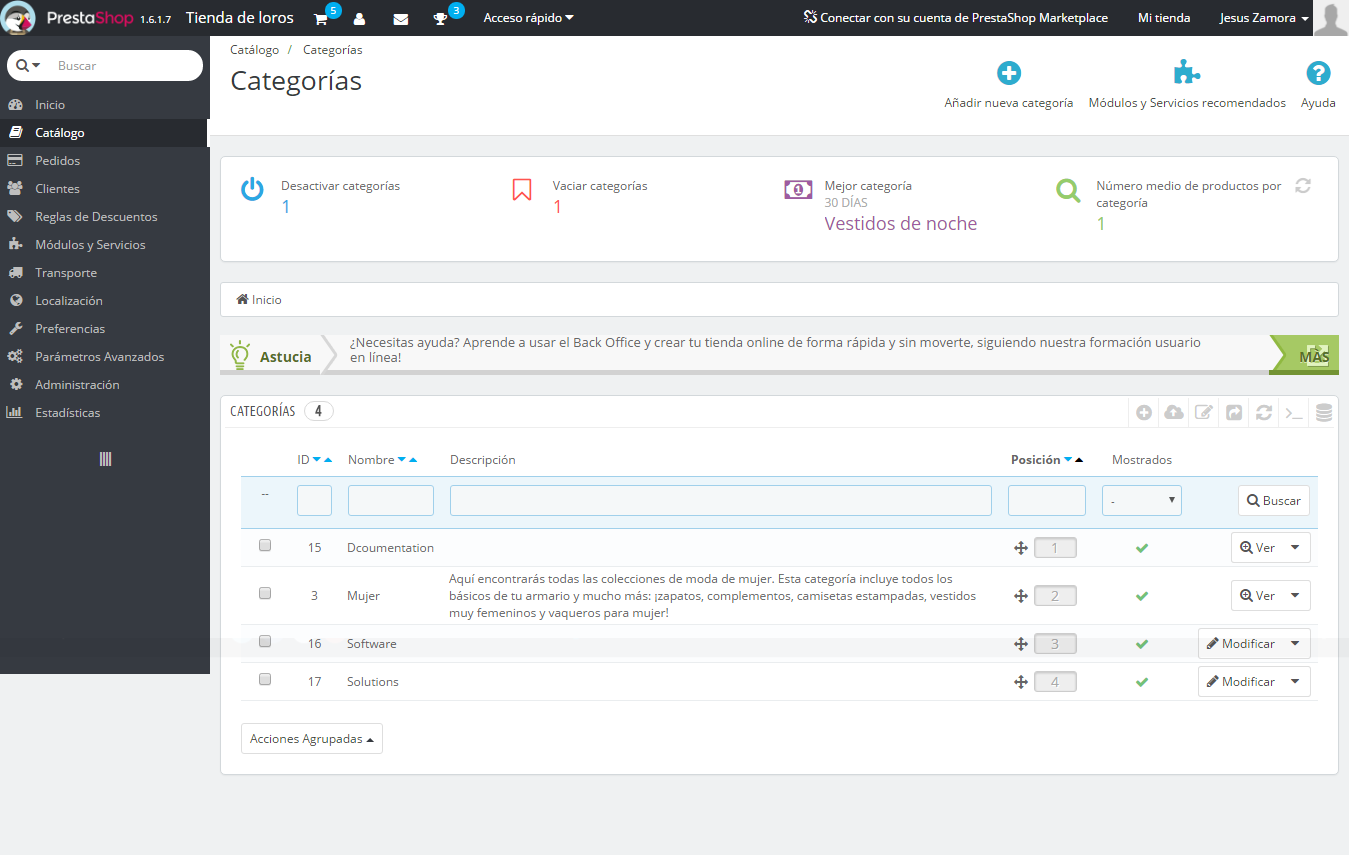 PrestaShop 1.6.1.7 Tienda de loros 5 3 Acceso rápido Conectar con su cuenta de PrestaShop Marketplace Mi tienda Jesus Zamora
Buscar
Inicio
Catálogo
Pedidos
Clientes
Reglas de Descuentos
Módulos y Servicios
Transporte
Localización
Preferencias
Parámetros Avanzados
Administración
Estadísticas
Catálogo / Categorías
Categorías
Añadir nueva categoría Módulos y Servicios recomendados Ayuda
Desactivar categorías
1
Vaciar categorías
1
Mejor categoría
30 DÍAS
Vestidos de noche
Número medio de productos por
categoría
1
Inicio
Astucia
¿Necesitas ayuda? Aprende a usar el Back Office y crear tu tienda online de forma rápida y sin moverte, siguiendo nuestra formación usuario
en línea!
MÁS
CATEGORÍAS 4
ID Nombre Descripción Posición Mostrados
-- - Buscar
15 Dcoumentation 1 Ver
3 Mujer
Aquí encontrarás todas las colecciones de moda de mujer. Esta categoría incluye todos los
básicos de tu armario y mucho más: ¡zapatos, complementos, camisetas estampadas, vestidos
muy femeninos y vaqueros para mujer!
2 Ver
16 Software 3 Modificar
17 Solutions 4 Modificar
Acciones Agrupadas